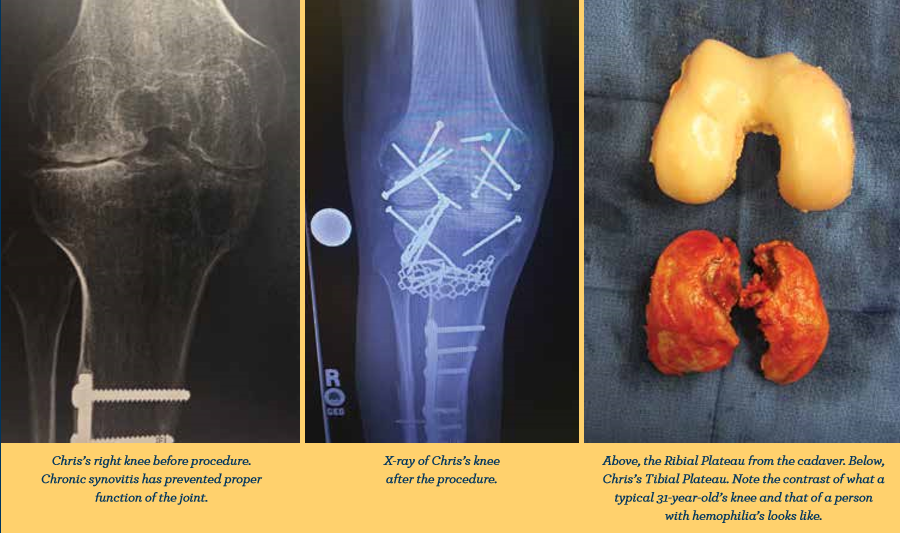 R
GEG
Chris's right knee before procedure.
Chronic synovitis has prevented proper
function of the joint.
X-ray of Chris's knee
after the procedure.
Above, the Ribial Plateau from the cadaver. Below,
Chris's Tibial Plateau. Note the contrast of what a
typical 31-year-old's knee and that of a person
with hemophilia's looks like.